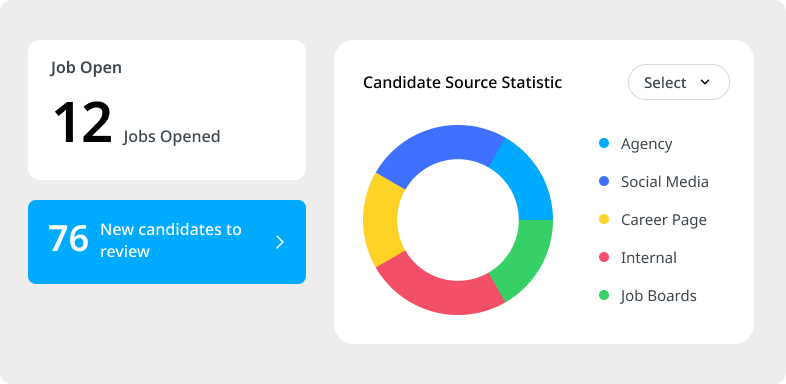 Job Open
12 Jobs Opened
76 New candidates to
review
Candidate Source Statistic
Select
Agency
Social Media
Career Page
Internal
Job Boards